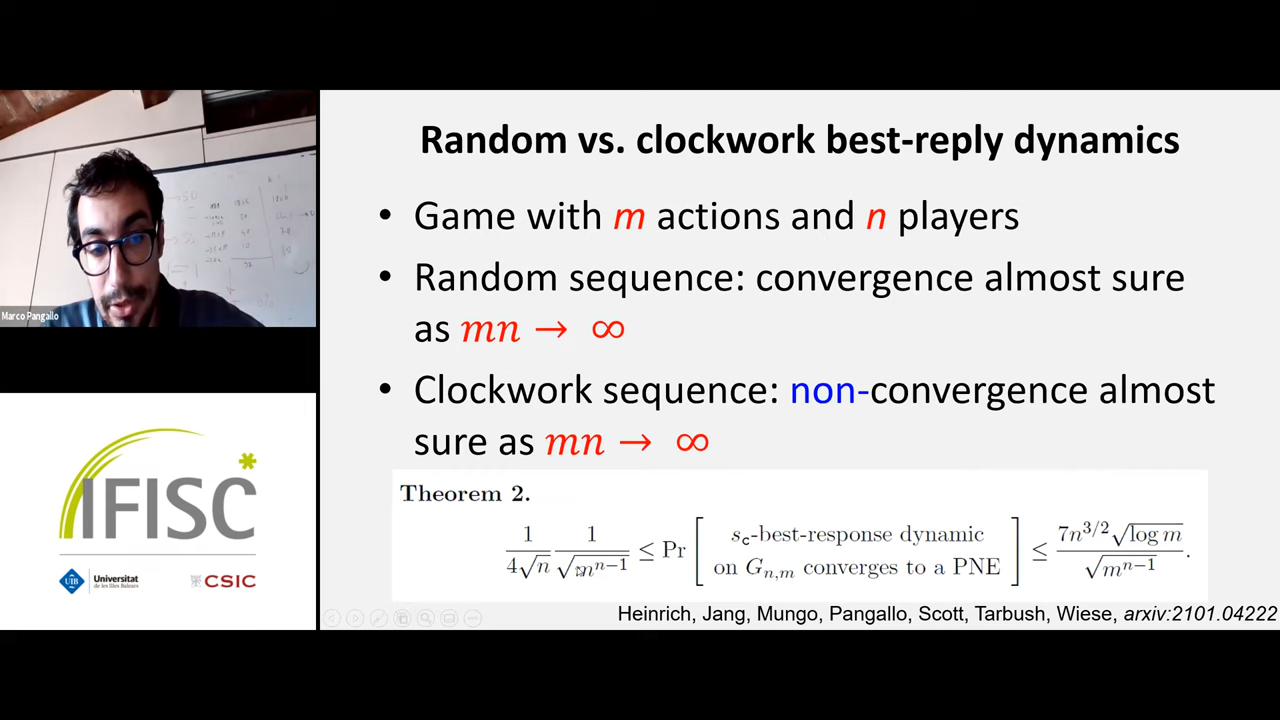 Random vs. clockwork best-reply dynamics
• Game with m actions and n players
• Random sequence: convergence almost sure
as mn → ∞
• Clockwork sequence: non-convergence almost
sure as mn → ∞
Theorem 2.
1/(4√n) 1/√(m^{n−1}) ≤ Pr [ s_c-best-response dynamic
on G_{n,m} converges to a PNE ] ≤ 7n^{3/2}√(log m)/√(m^{n−1}).
Heinrich, Jang, Mungo, Pangallo, Scott, Tarbush, Wiese, arxiv:2101.04222
Marco Pangallo
IFISC
UIB
Universitat
de les Illes Balears
CSIC